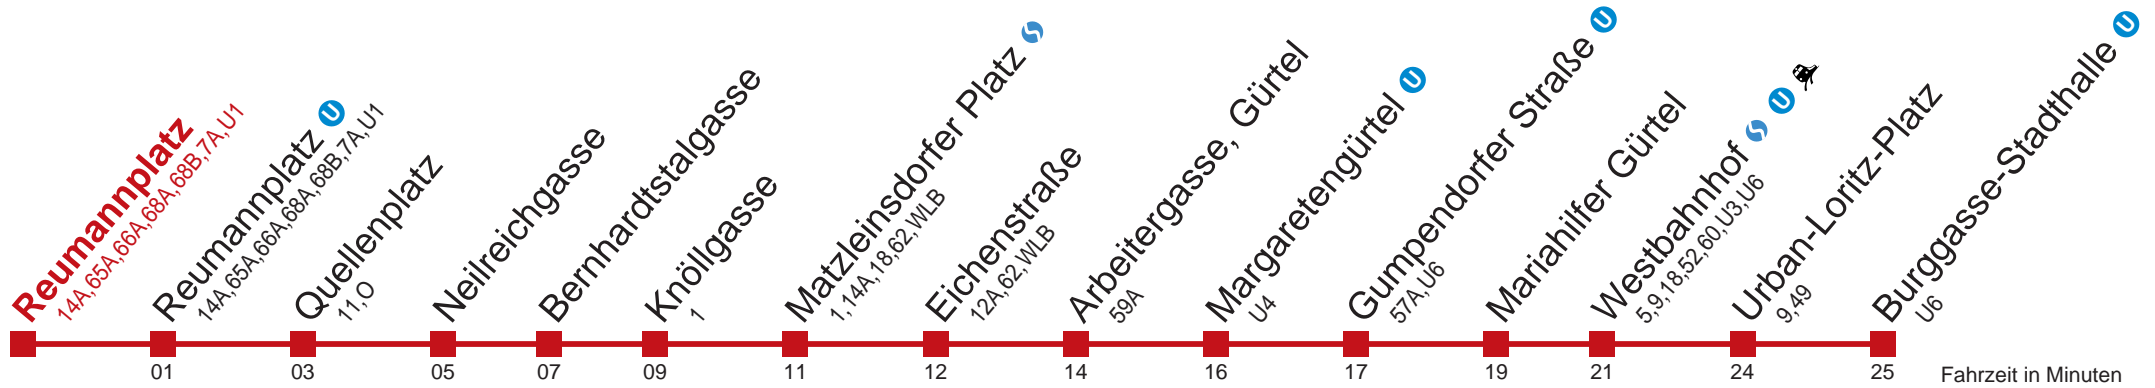 Reumannplatz
14A,65A,66A,68A,68B,7A,U1
Reumannplatz U
14A,65A,66A,68A,68B,7A,U1
Quellenplatz
11,O
Neilreichgasse
Bernhardtstalgasse
Knöllgasse
1
Matzleinsdorfer Platz
1,14A,18,62,WLB
Eichenstraße
12A,62,WLB
Arbeitergasse, Gürtel
59A
Margaretengürtel U
U4
Gumpendorfer Straße U
57A,U6
Mariahilfer Gürtel
Westbahnhof U
5,9,18,52,60,U3,U6
Urban-Loritz-Platz
9,49
Burggasse-Stadthalle U
U6
01 03 05 07 09 11 12 14 16 17 19 21 24 25 Fahrzeit in Minuten